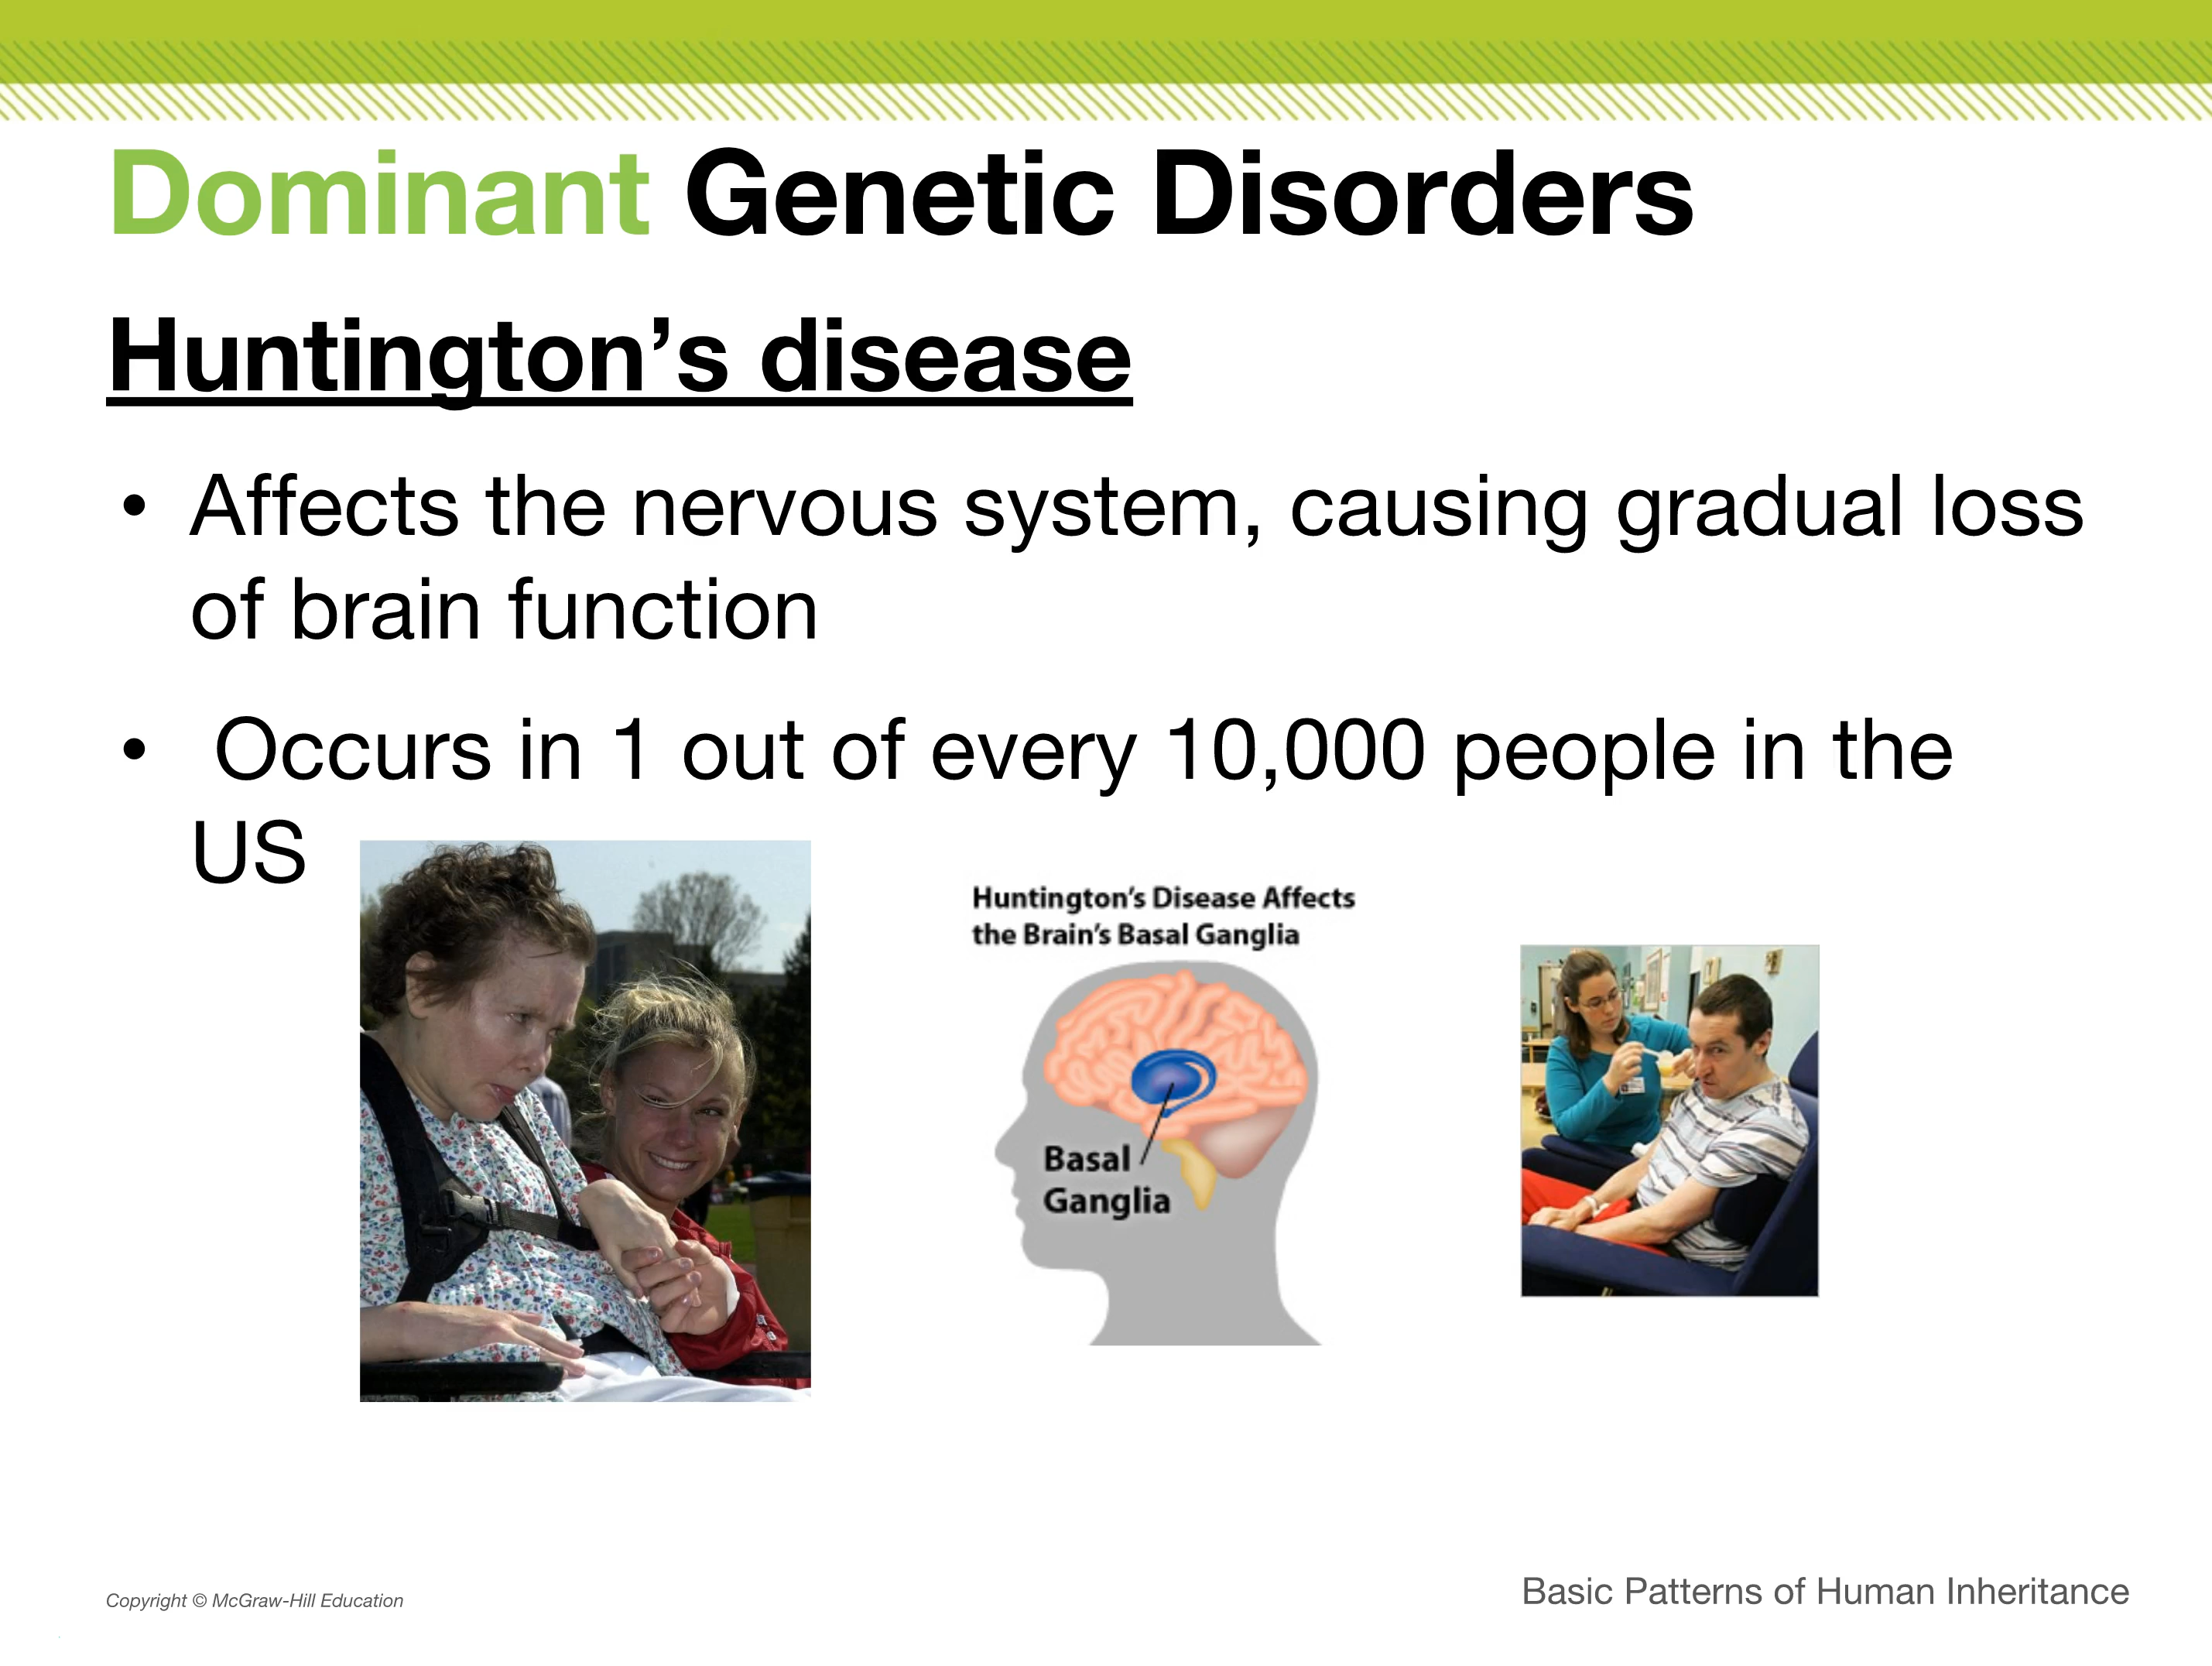 Dominant Genetic Disorders
Huntington’s disease
• Affects the nervous system, causing gradual loss
of brain function
• Occurs in 1 out of every 10,000 people in the
US
Huntington’s Disease Affects
the Brain’s Basal Ganglia
Basal
Ganglia
Copyright © McGraw-Hill Education
Basic Patterns of Human Inheritance